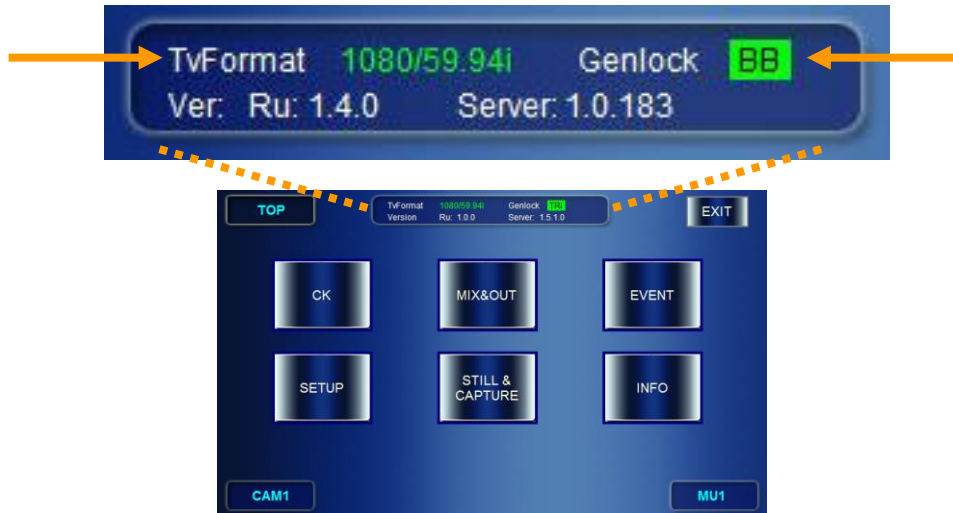 TvFormat 1080/59.94i Genlock BB
Ver: Ru: 1.4.0 Server: 1.0.183
TOP
TvFormat 1080/59.94i Genlock TRI
Version Ru: 1.0.0 Server: 1.5.1.0
EXIT
CK
MIX&OUT
EVENT
SETUP
STILL &
CAPTURE
INFO
CAM1
MU1